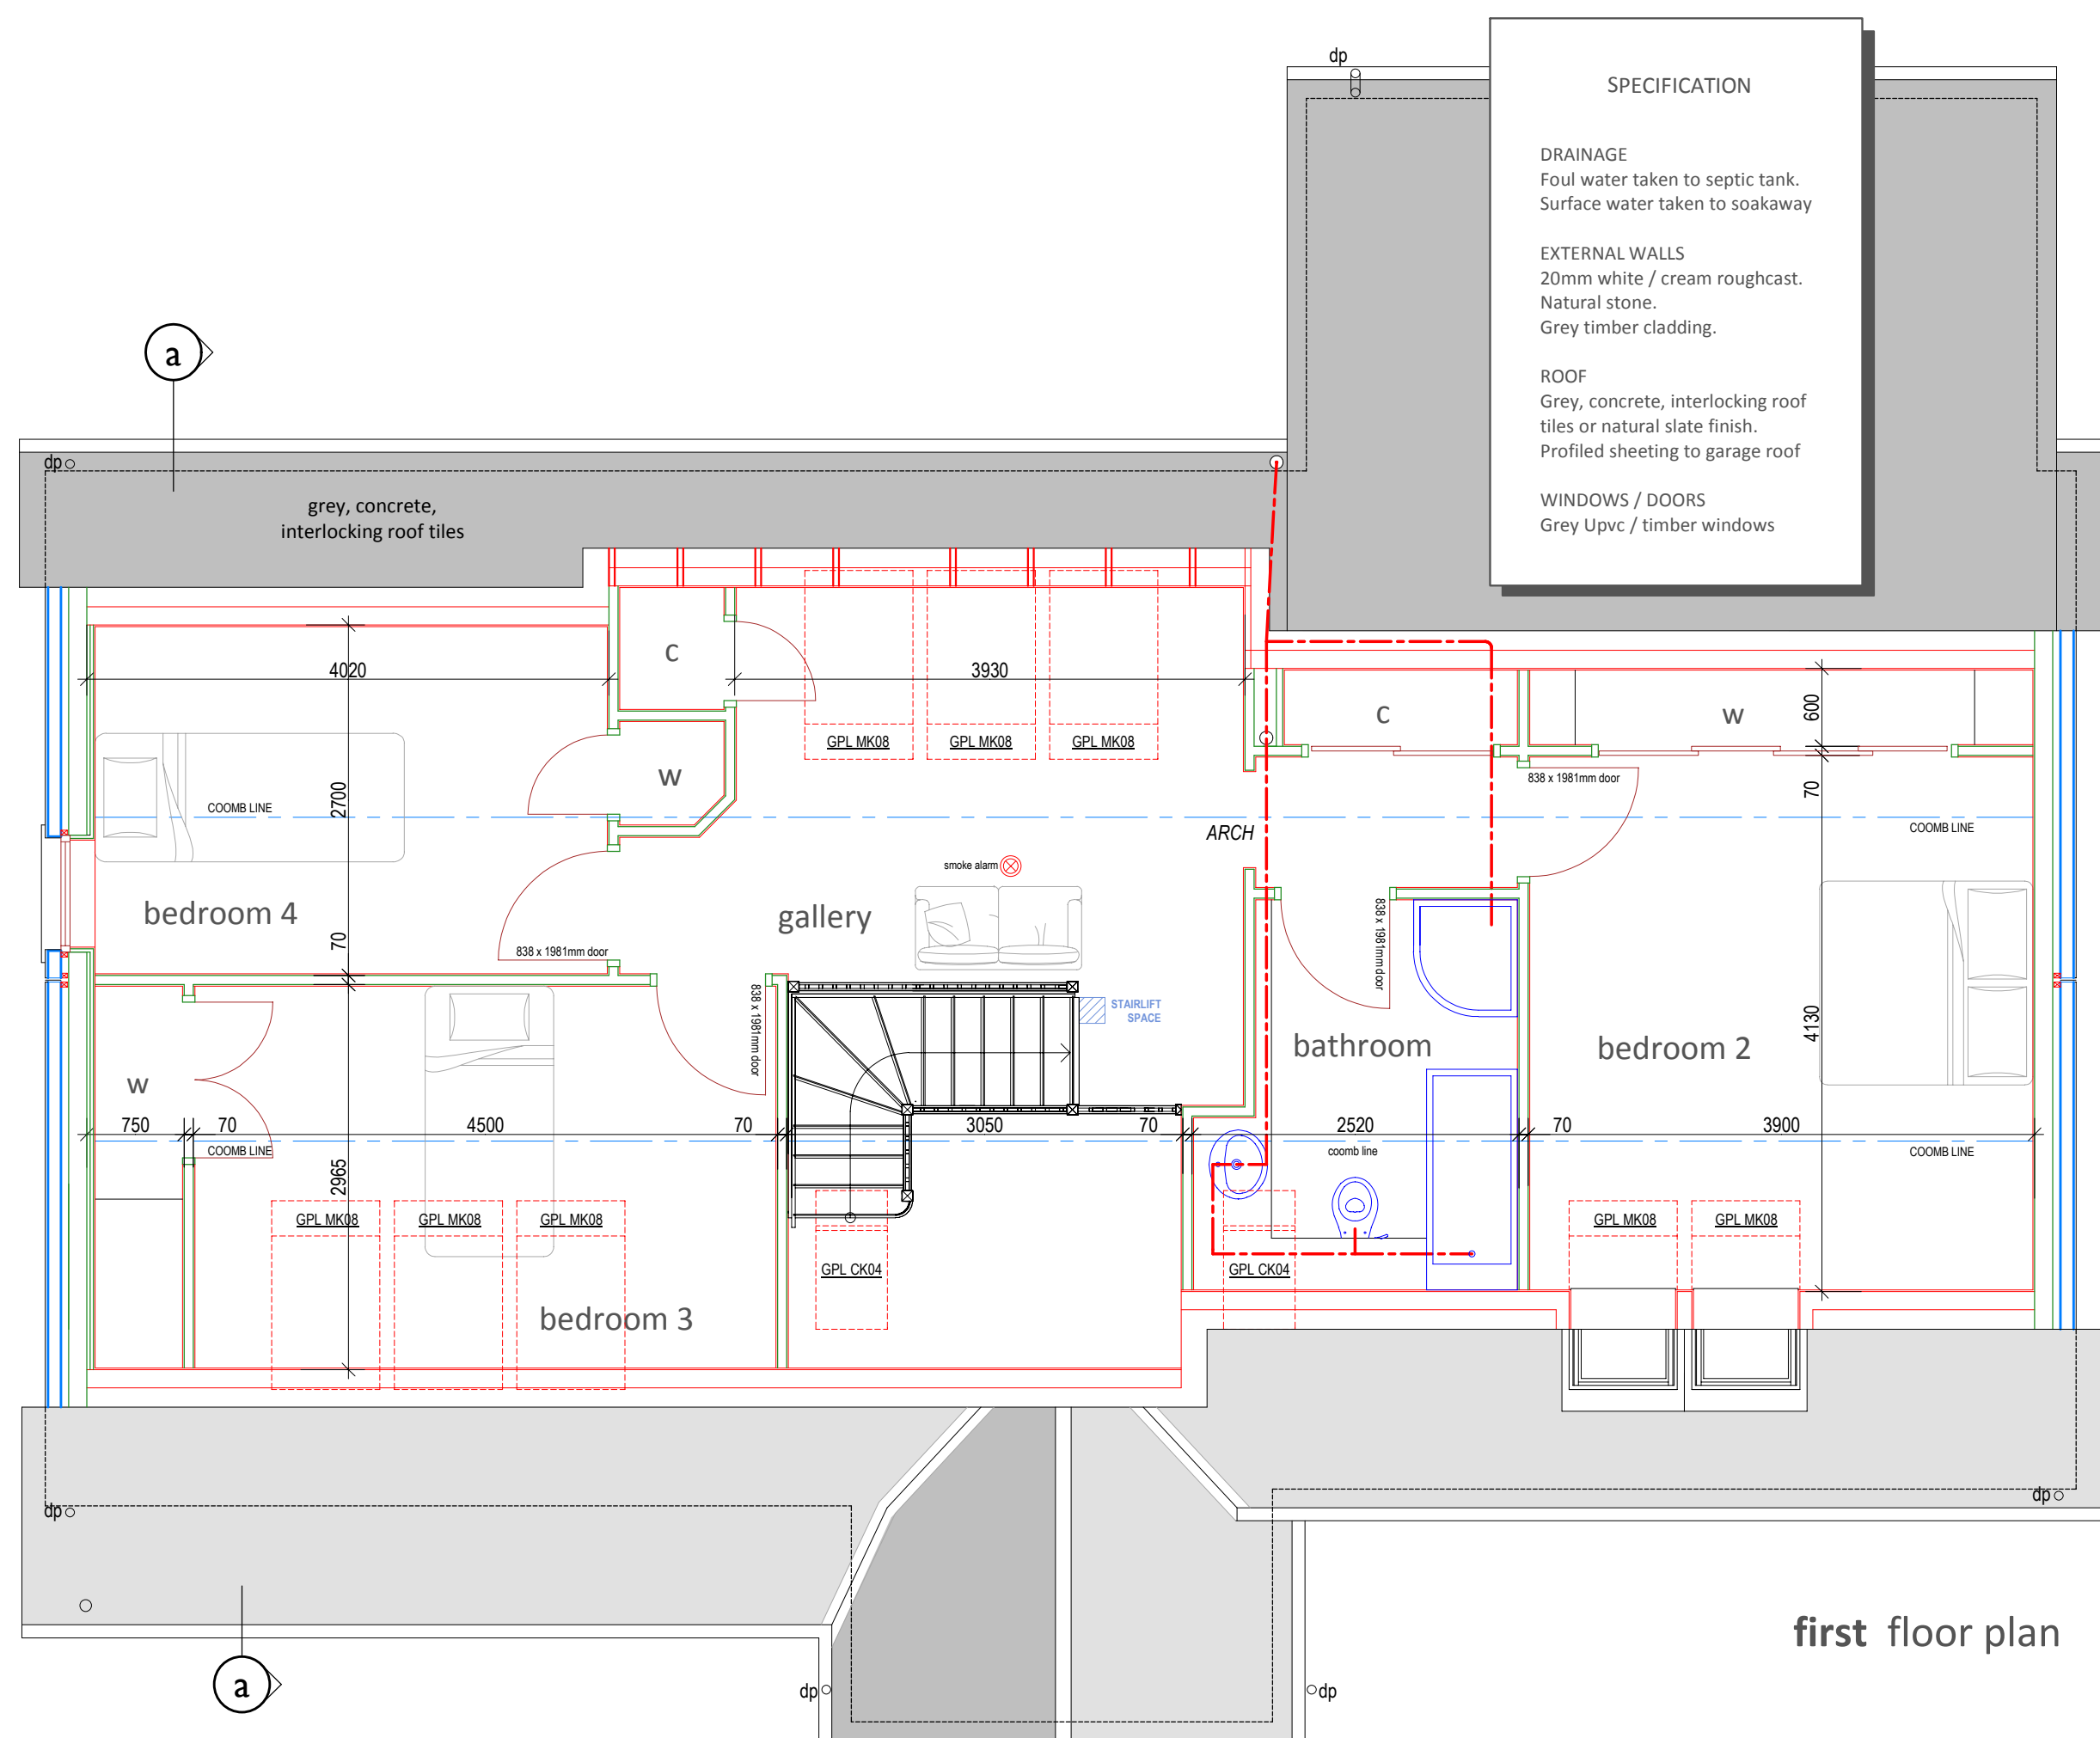 dp
SPECIFICATION
DRAINAGE
Foul water taken to septic tank.
Surface water taken to soakaway
EXTERNAL WALLS
20mm white / cream roughcast.
Natural stone.
Grey timber cladding.
ROOF
Grey, concrete, interlocking roof
tiles or natural slate finish.
Profiled sheeting to garage roof
WINDOWS / DOORS
Grey Upvc / timber windows
a
dp
grey, concrete,
interlocking roof tiles
4020
c
3930
c
w
600
GPL MK08
GPL MK08
GPL MK08
w
838 x 1981mm door
70
COOMB LINE
2700
ARCH
COOMB LINE
smoke alarm
bedroom 4
gallery
70
838 x 1981mm door
838 x 1981mm door
838 x 1981mm door
STAIRLIFT
SPACE
bathroom
bedroom 2
4130
w
750
70
4500
70
3050
70
2520
70
3900
COOMB LINE
coomb line
COOMB LINE
2965
GPL MK08
GPL MK08
GPL MK08
GPL MK08
GPL MK08
GPL CK04
GPL CK04
bedroom 3
dp
dp
first floor plan
a
dp
dp